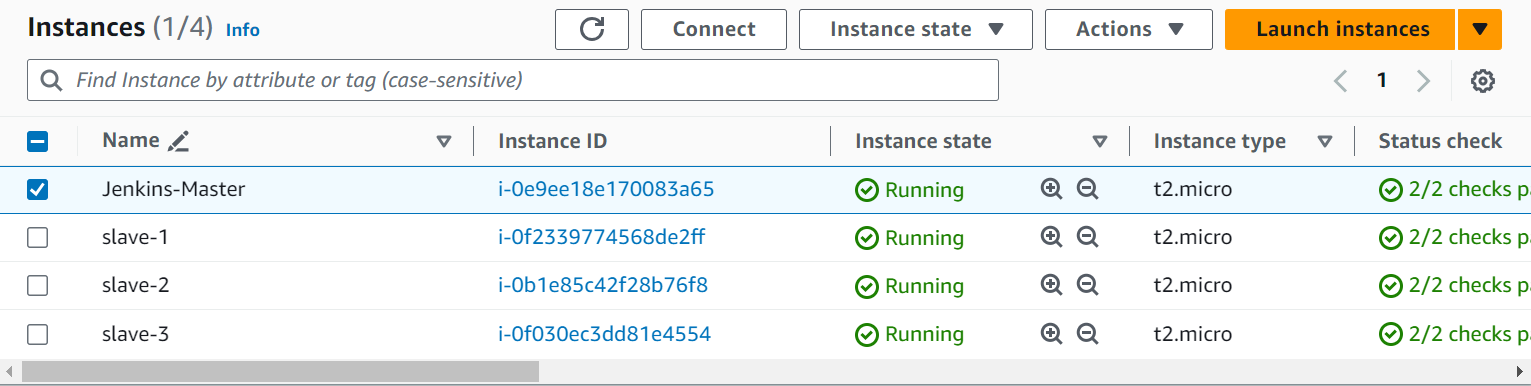 Instances (1/4) Info Connect Instance state Actions Launch instances
Find Instance by attribute or tag (case-sensitive) 1
Name Instance ID Instance state Instance type Status check
Jenkins-Master i-0e9ee18e170083a65 Running t2.micro 2/2 checks p
slave-1 i-0f2339774568de2ff Running t2.micro 2/2 checks p
slave-2 i-0b1e85c42f28b76f8 Running t2.micro 2/2 checks p
slave-3 i-0f030ec3dd81e4554 Running t2.micro 2/2 checks p